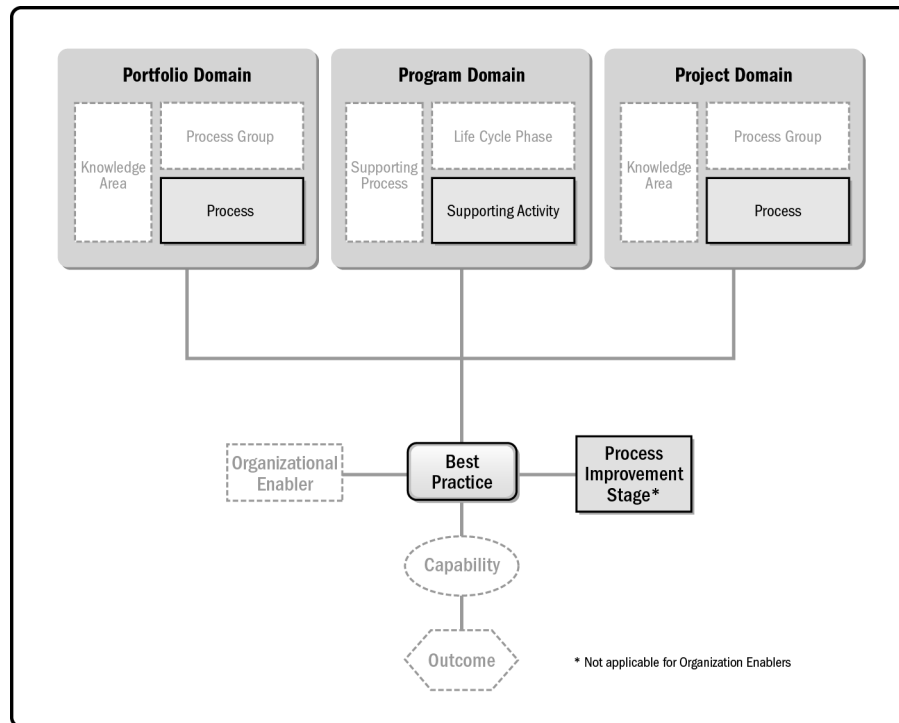 Portfolio Domain
Knowledge
Area
Process Group
Process
Program Domain
Supporting
Process
Life Cycle Phase
Supporting Activity
Project Domain
Knowledge
Area
Process Group
Process
Organizational
Enabler
Best
Practice
Process
Improvement
Stage*
Capability
Outcome
* Not applicable for Organization Enablers